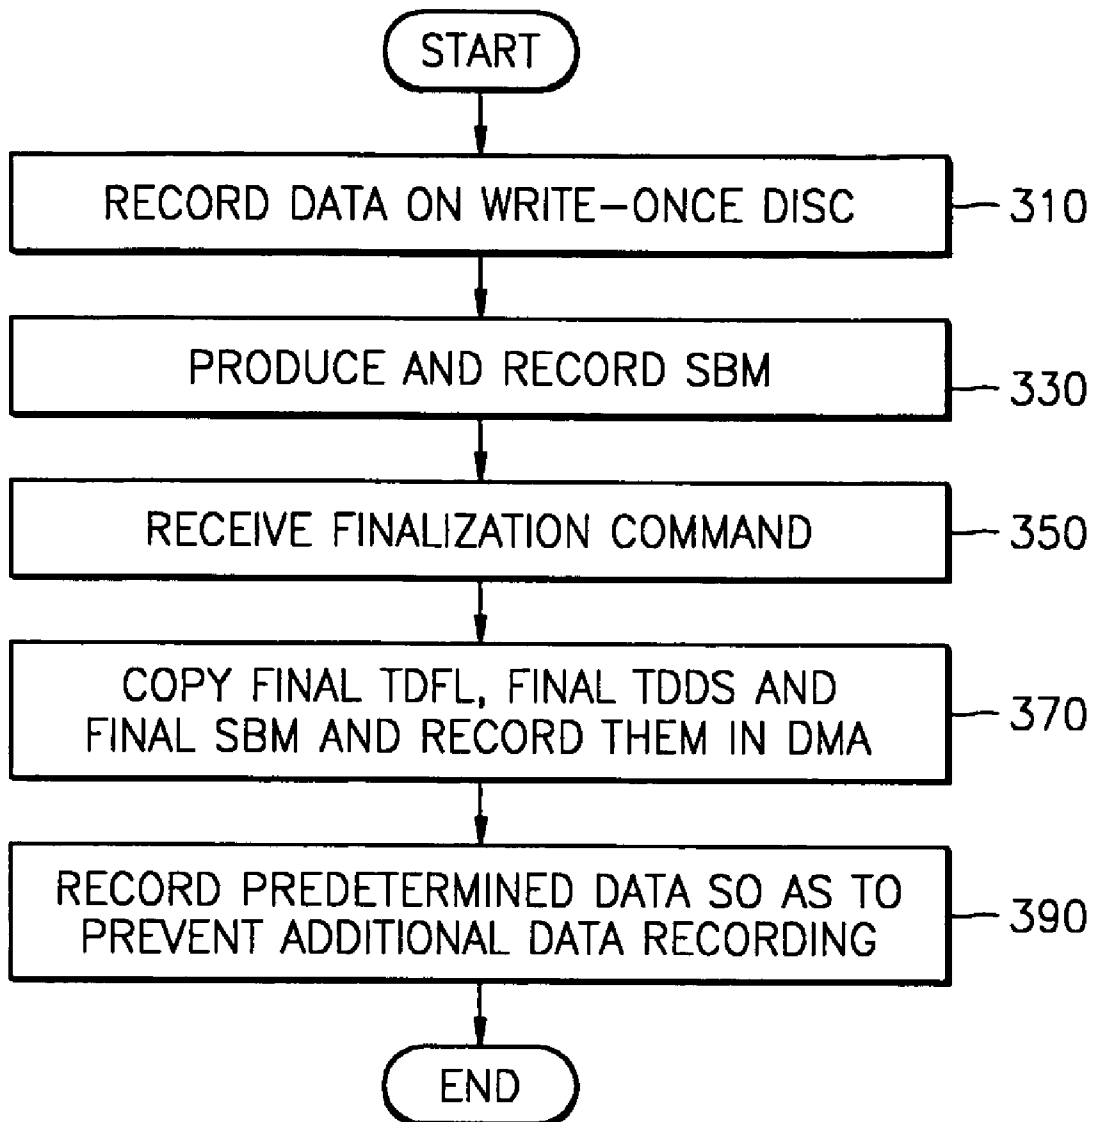 START
RECORD DATA ON WRITE-ONCE DISC
310
PRODUCE AND RECORD SBM
330
RECEIVE FINALIZATION COMMAND
350
COPY FINAL TDFL, FINAL TDDS AND
FINAL SBM AND RECORD THEM IN DMA
370
RECORD PREDETERMINED DATA SO AS TO
PREVENT ADDITIONAL DATA RECORDING
390
END